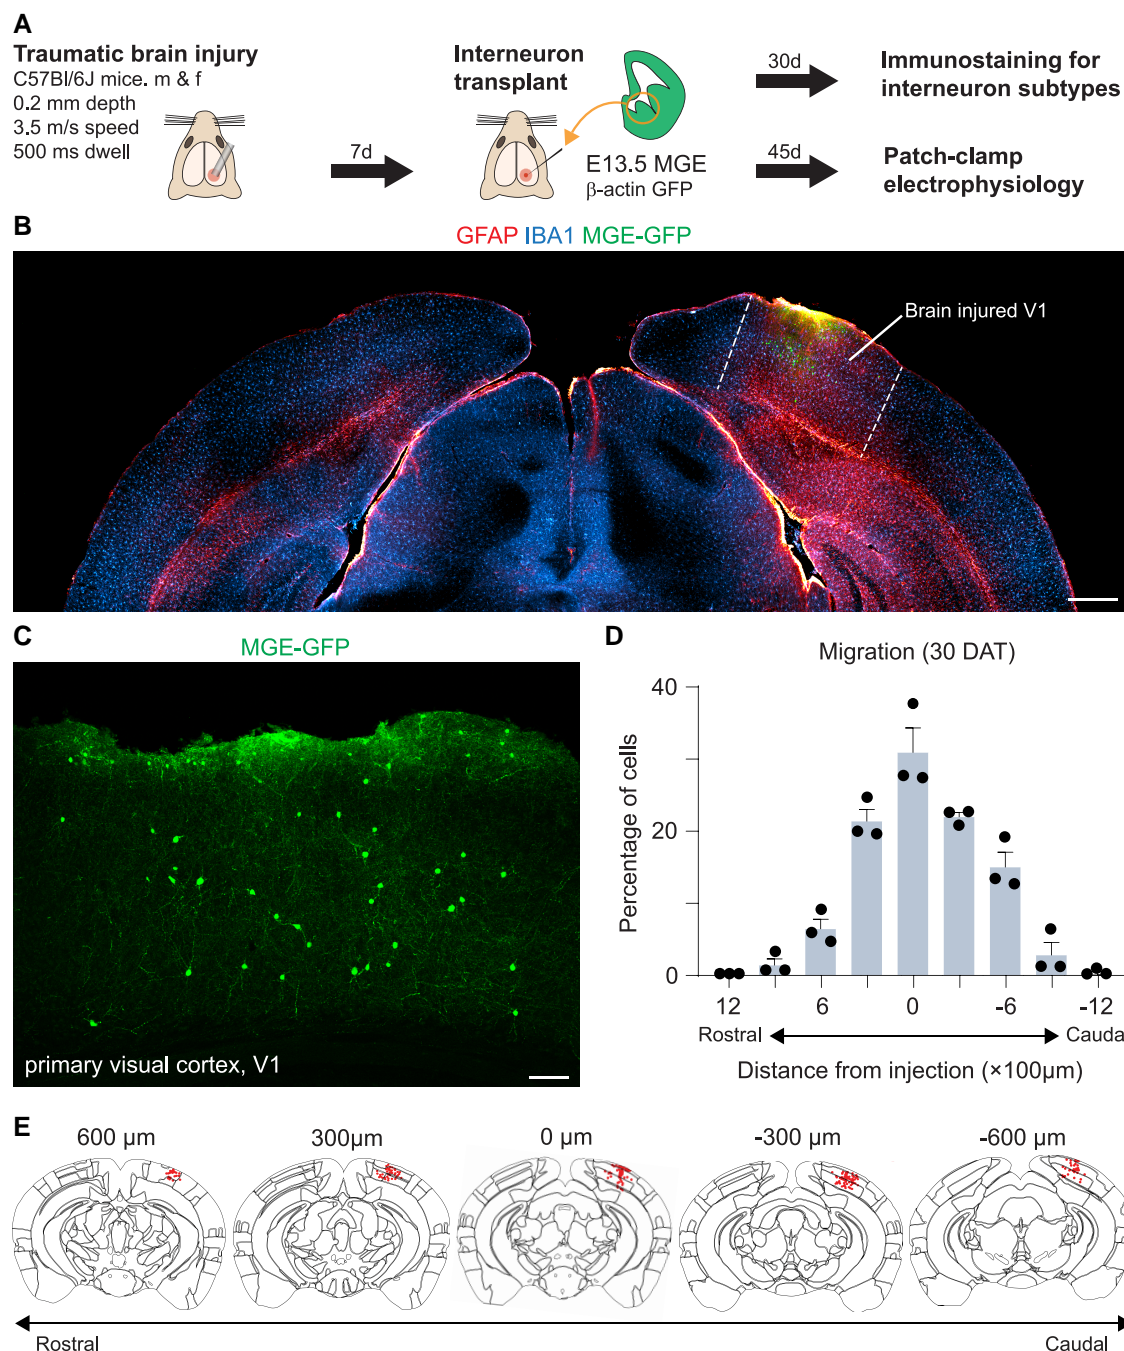 A
Traumatic brain injury
C57Bl/6J mice. m & f
0.2 mm depth
3.5 m/s speed
500 ms dwell
7d
Interneuron
transplant
E13.5 MGE
β-actin GFP
30d
Immunostaining for
interneuron subtypes
45d
Patch-clamp
electrophysiology
B
GFAP IBA1 MGE-GFP
Brain injured V1
C
MGE-GFP
primary visual cortex, V1
D
Migration (30 DAT)
Percentage of cells
40
20
0
12 6 0 -6 -12
Rostral Cauda
Distance from injection (×100µm)
E
600 µm 300µm 0 µm -300 µm -600 µm
Rostral Caudal